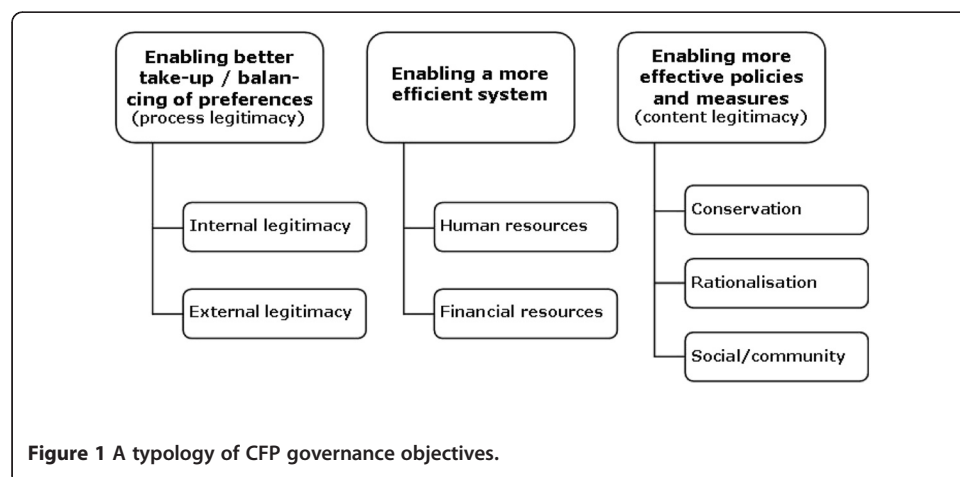 Enabling better
take-up / balan-
cing of preferences
(process legitimacy)
Internal legitimacy
External legitimacy
Enabling a more
efficient system
Human resources
Financial resources
Enabling more
effective policies
and measures
(content legitimacy)
Conservation
Rationalisation
Social/community
Figure 1 A typology of CFP governance objectives.